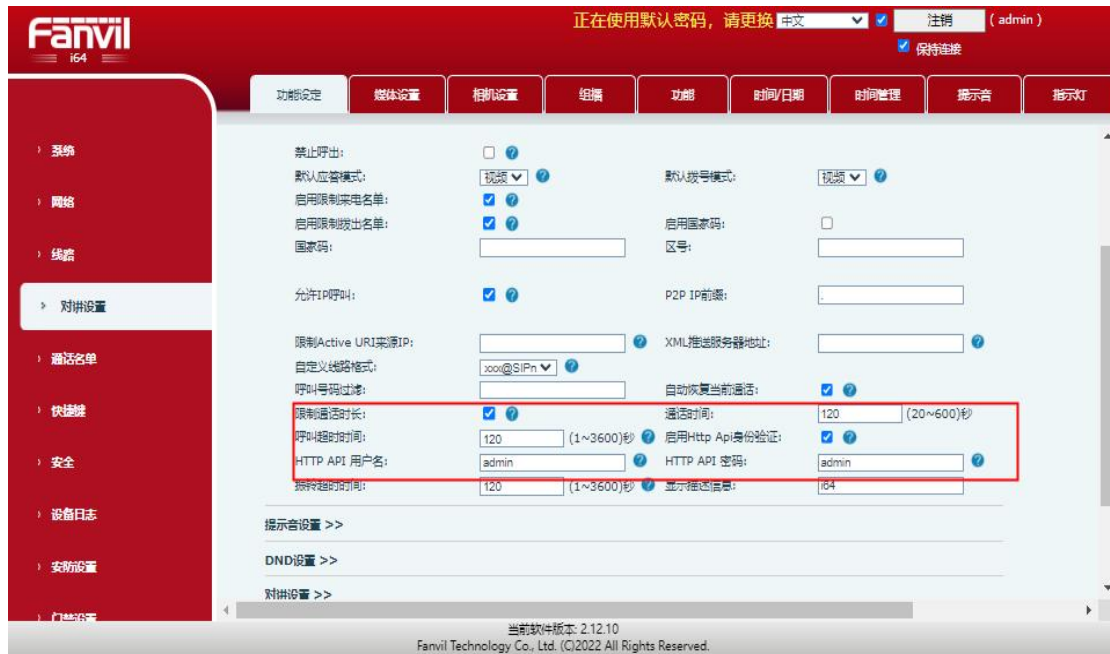 Fanvil
i64
正在使用默认密码，请更换 中文 注销 ( admin )
保持连接
功能设定 媒体设置 相机设置 组播 功能 时间/日期 时间管理 提示音 指示灯
系统
网络
线路
对讲设置
通话名单
快捷键
安全
设备日志
安防设置
门禁设置
禁止呼出:
默认应答模式: 视频 默认拨号模式: 视频
启用限制来电名单:
启用限制拨出名单: 启用国家码:
国家码: 区号:
允许IP呼叫: P2P IP前缀: .
限制Active URI来源IP: XML推送服务器地址:
自定义线路格式: xxx@SIPn
呼叫号码过滤: 自动恢复当前通话:
限制通话时长: 通话时间: 120 (20~600)秒
呼叫超时时间: 120 (1~3600)秒 启用Http Api身份验证:
HTTP API 用户名: admin HTTP API 密码: admin
振铃超时时间: 120 (1~3600)秒 显示描述信息: i64
提示音设置 >>
DND设置 >>
对讲设置 >>
当前软件版本: 2.12.10
Fanvil Technology Co., Ltd. (C)2022 All Rights Reserved.